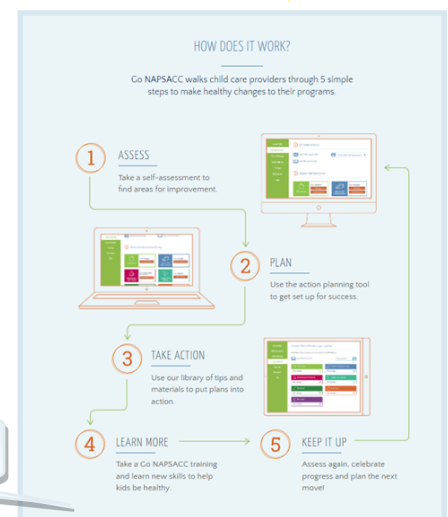 HOW DOES IT WORK?
Go NAPSACC walks child care providers through 5 simple
steps to make healthy changes to their programs.
1
ASSESS
Take a self-assessment to
find areas for improvement.
2
PLAN
Use the action planning tool
to get set up for success.
3
TAKE ACTION
Use our library of tips and
materials to put plans into
action.
4
LEARN MORE
Take a Go NAPSACC training
and learn new skills to help
kids be healthy.
5
KEEP IT UP
Assess again, celebrate
progress and plan the next
move!